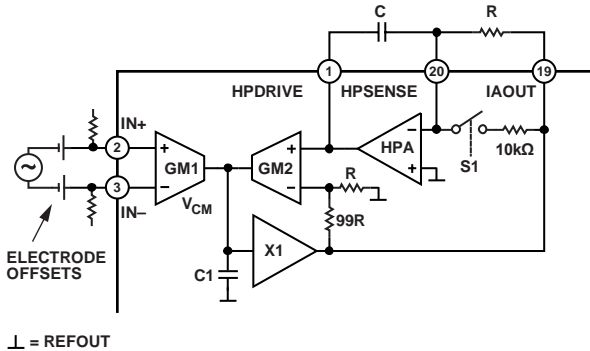 C
R
1
20
19
HPDRIVE
HPSENSE
IAOUT
IN+
2
+
GM1
–
3
IN–
VCM
+
GM2
–
HPA
–
+
S1
10kΩ
R
99R
X1
C1
ELECTRODE
OFFSETS
= REFOUT